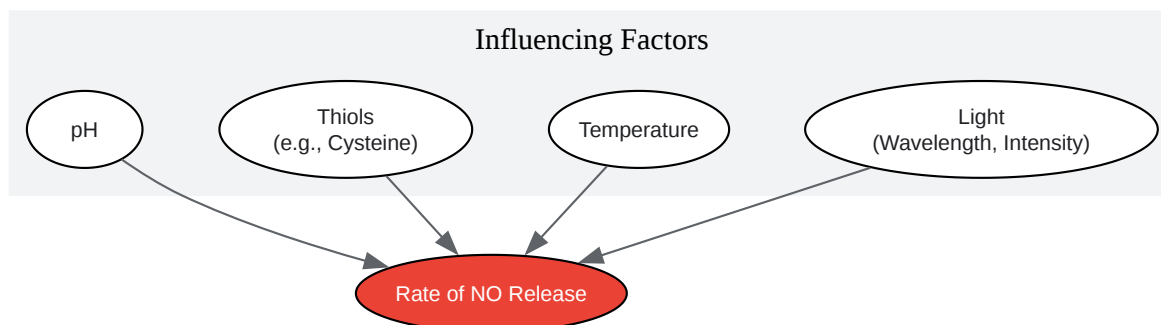 Influencing Factors
pH
Thiols
(e.g., Cysteine)
Temperature
Light
(Wavelength, Intensity)
Rate of NO Release